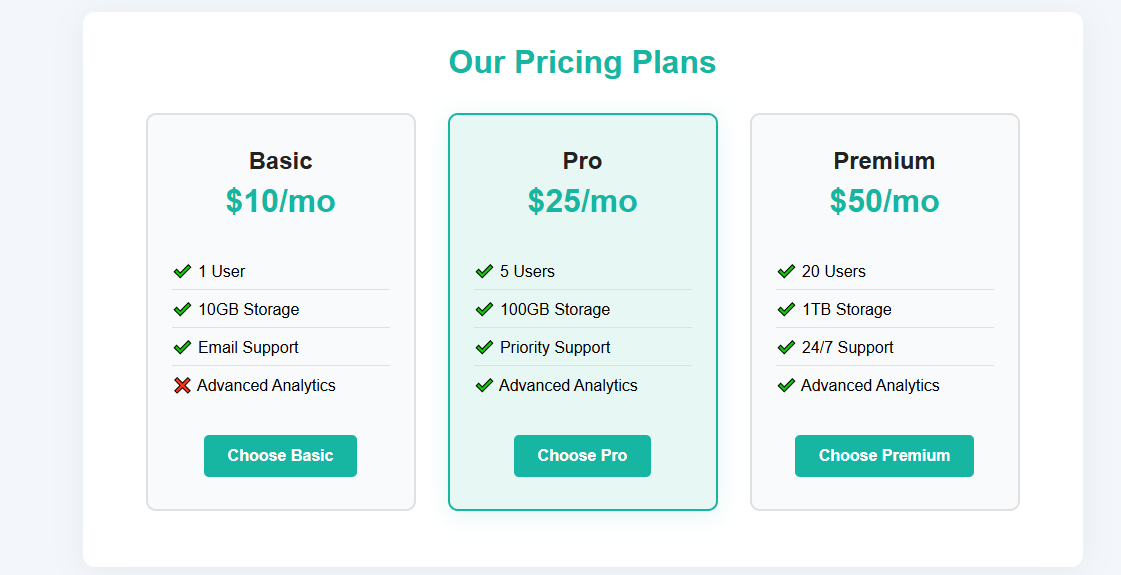 Our Pricing Plans
Basic
$10/mo
1 User
10GB Storage
Email Support
Advanced Analytics
Choose Basic
Pro
$25/mo
5 Users
100GB Storage
Priority Support
Advanced Analytics
Choose Pro
Premium
$50/mo
20 Users
1TB Storage
24/7 Support
Advanced Analytics
Choose Premium